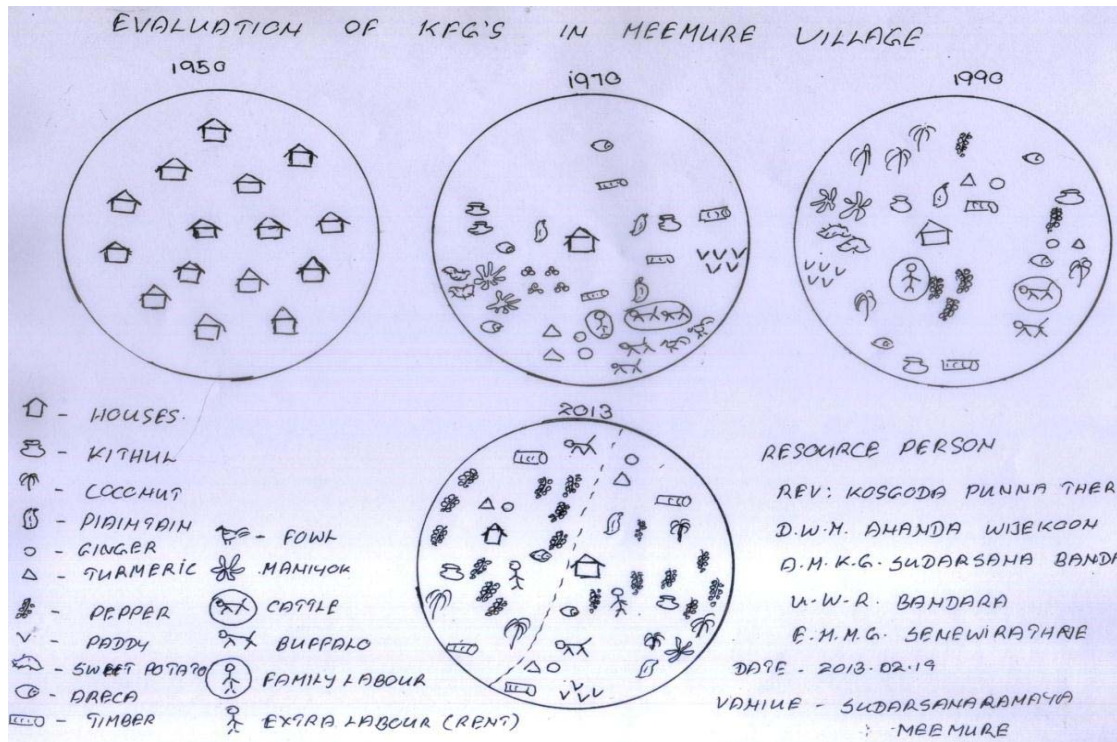 EVALUATION OF KFG'S IN MEEMURE VILLAGE
1950
1970
1990
2013
- HOUSES.
- KITHUL
- COCONUT
- PLAINTAIN
- GINGER
- TURMERIC
- PEPPER
- PADDY
- SWEET POTATO
- ARECA
- TIMBER
- FOWL
- MANIYOK
- CATTLE
- BUFFALO
FAMILY LABOUR
EXTRA LABOUR (RENT)
RESOURCE PERSON
REV: KOSGODA PUNNA THER
D.W.M. ANANDA WIJEKOON
A.M.K.G. SUDARSANA BANDA
U.W.R. BANDARA
E.M.M.G. SENEWIRATHNE
DATE - 2013.02.19
VANIUE - SUDARSANARAMAYA
MEEMURE